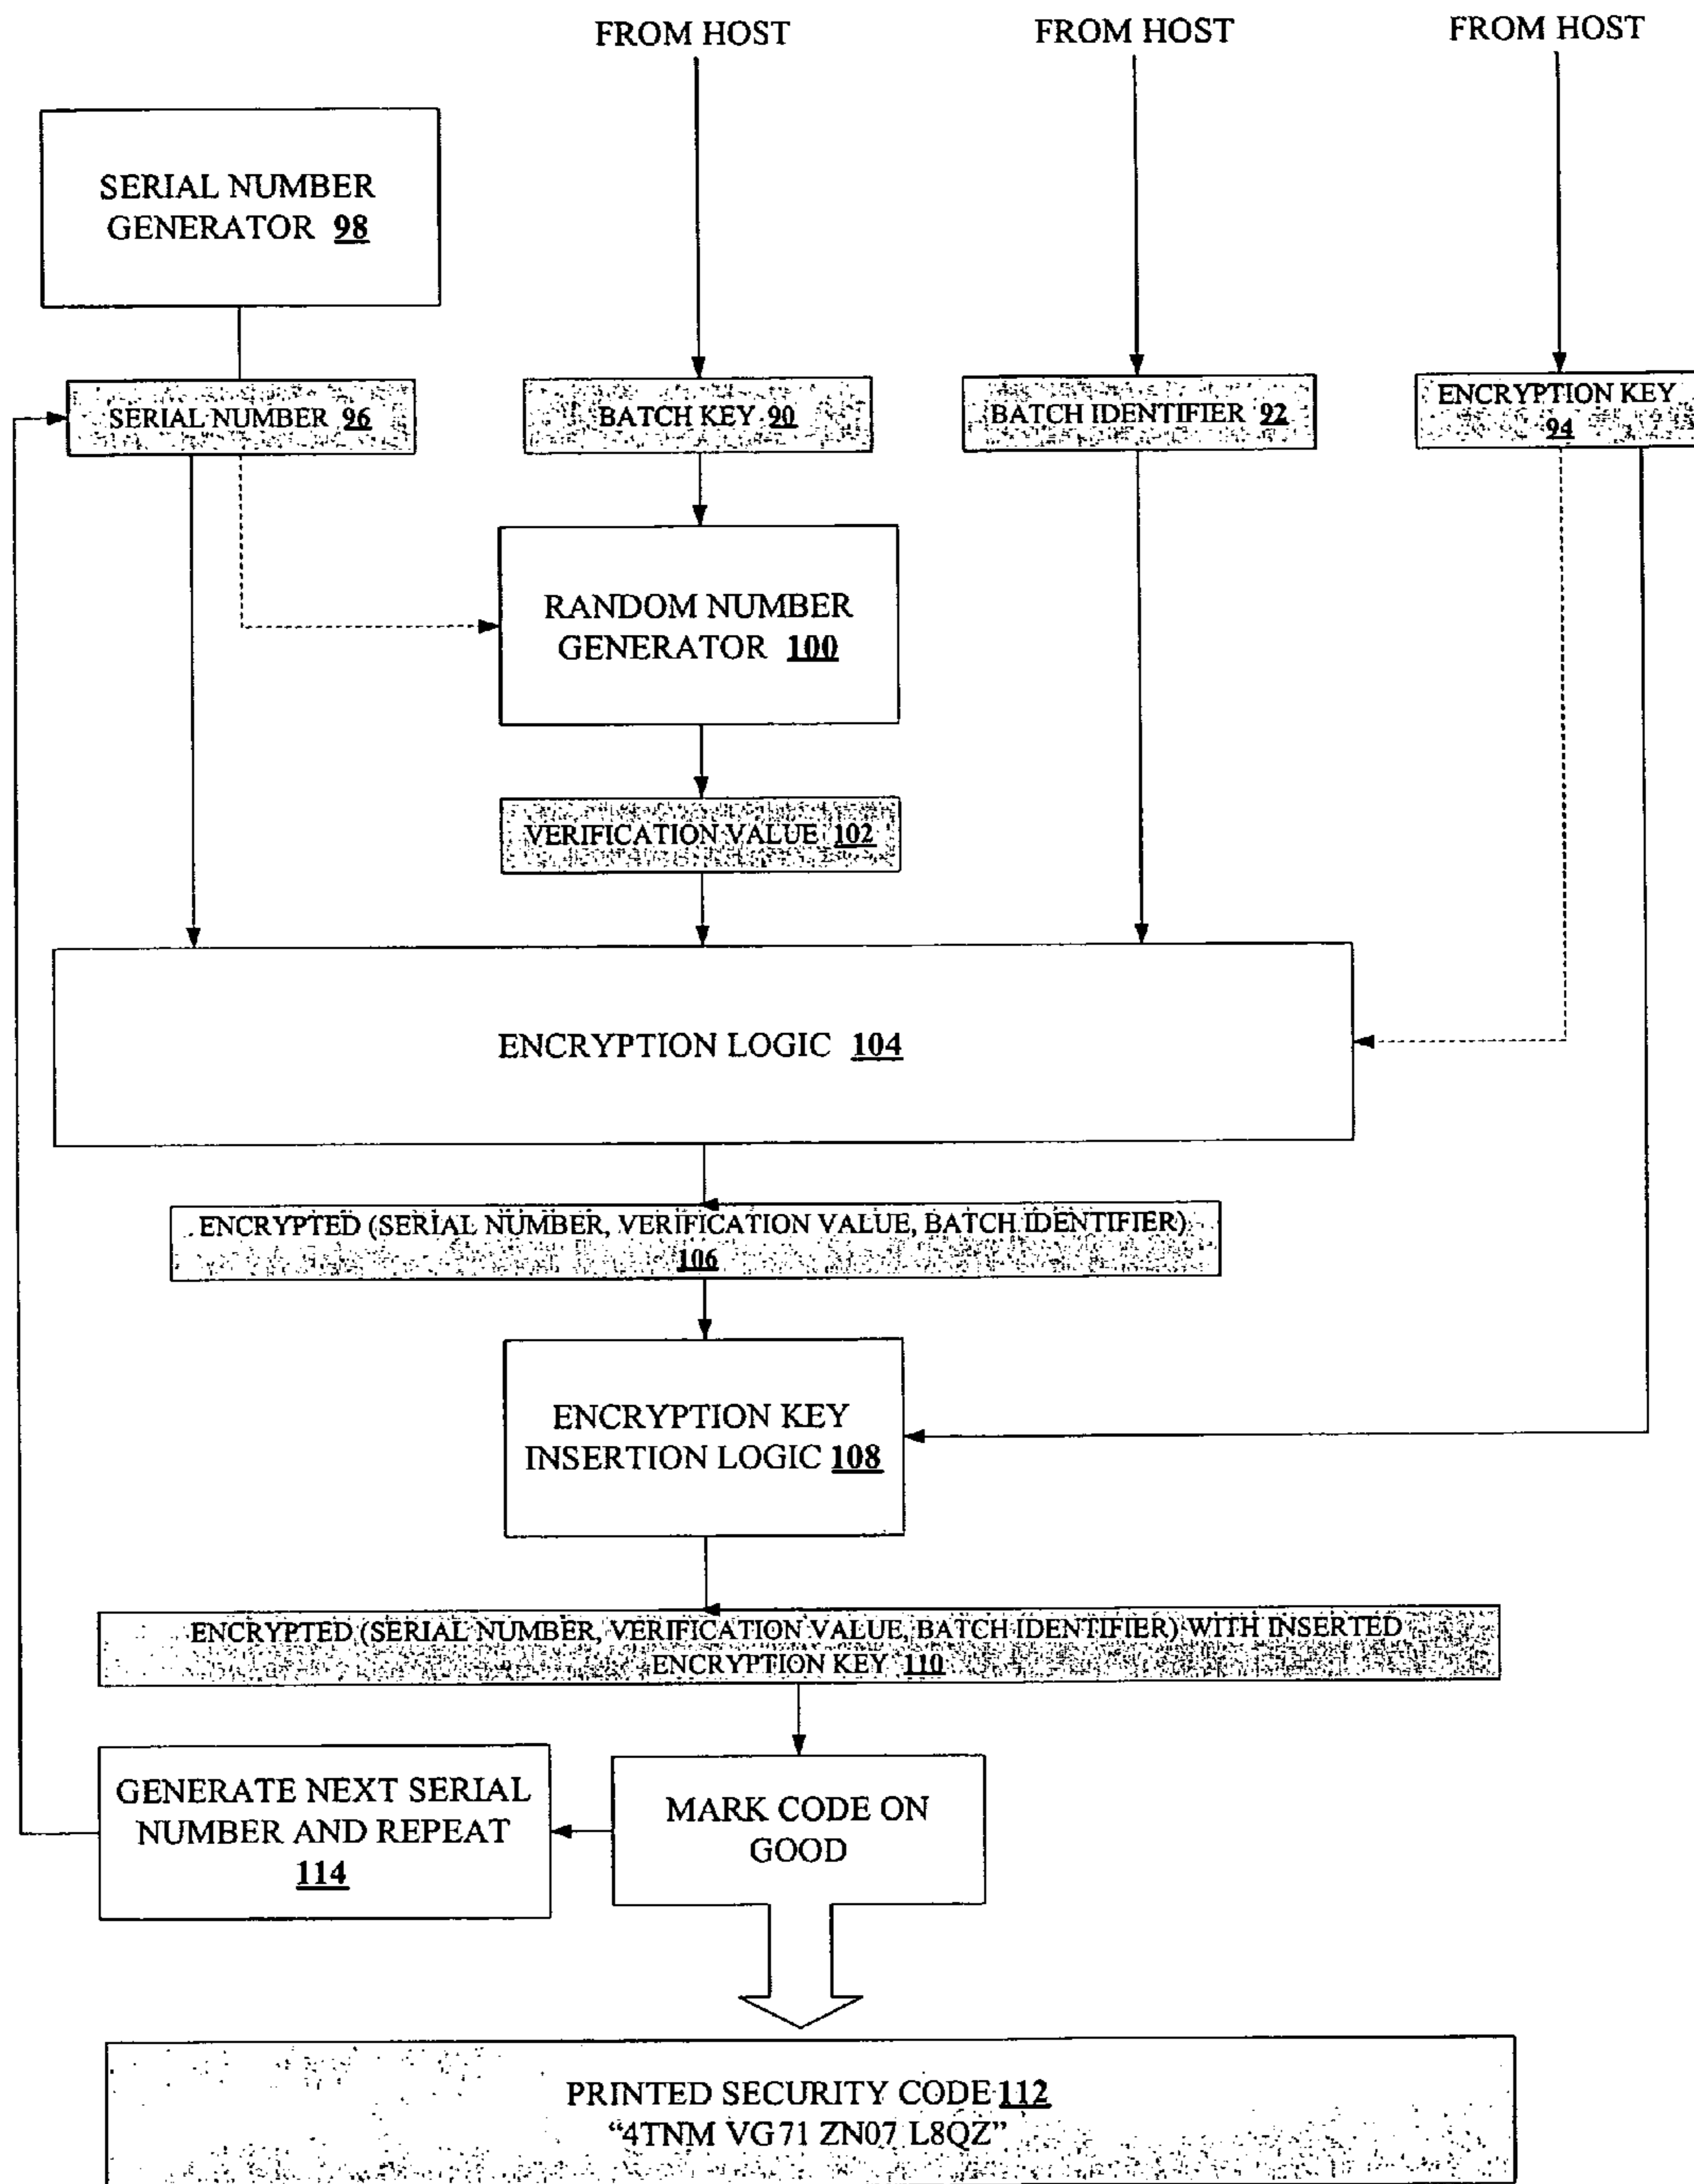 FROM HOST
FROM HOST
FROM HOST
SERIAL NUMBER
GENERATOR 98
SERIAL NUMBER 96
BATCH KEY 90
BATCH IDENTIFIER 92
ENCRYPTION KEY
94
RANDOM NUMBER
GENERATOR 100
VERIFICATION VALUE 102
ENCRYPTION LOGIC 104
ENCRYPTED (SERIAL NUMBER, VERIFICATION VALUE, BATCH IDENTIFIER)
106
ENCRYPTION KEY
INSERTION LOGIC 108
ENCRYPTED (SERIAL NUMBER, VERIFICATION VALUE, BATCH IDENTIFIER) WITH INSERTED
ENCRYPTION KEY 110
GENERATE NEXT SERIAL
NUMBER AND REPEAT
114
MARK CODE ON
GOOD
PRINTED SECURITY CODE 112
“4TNM VG71 ZN07 L8QZ”